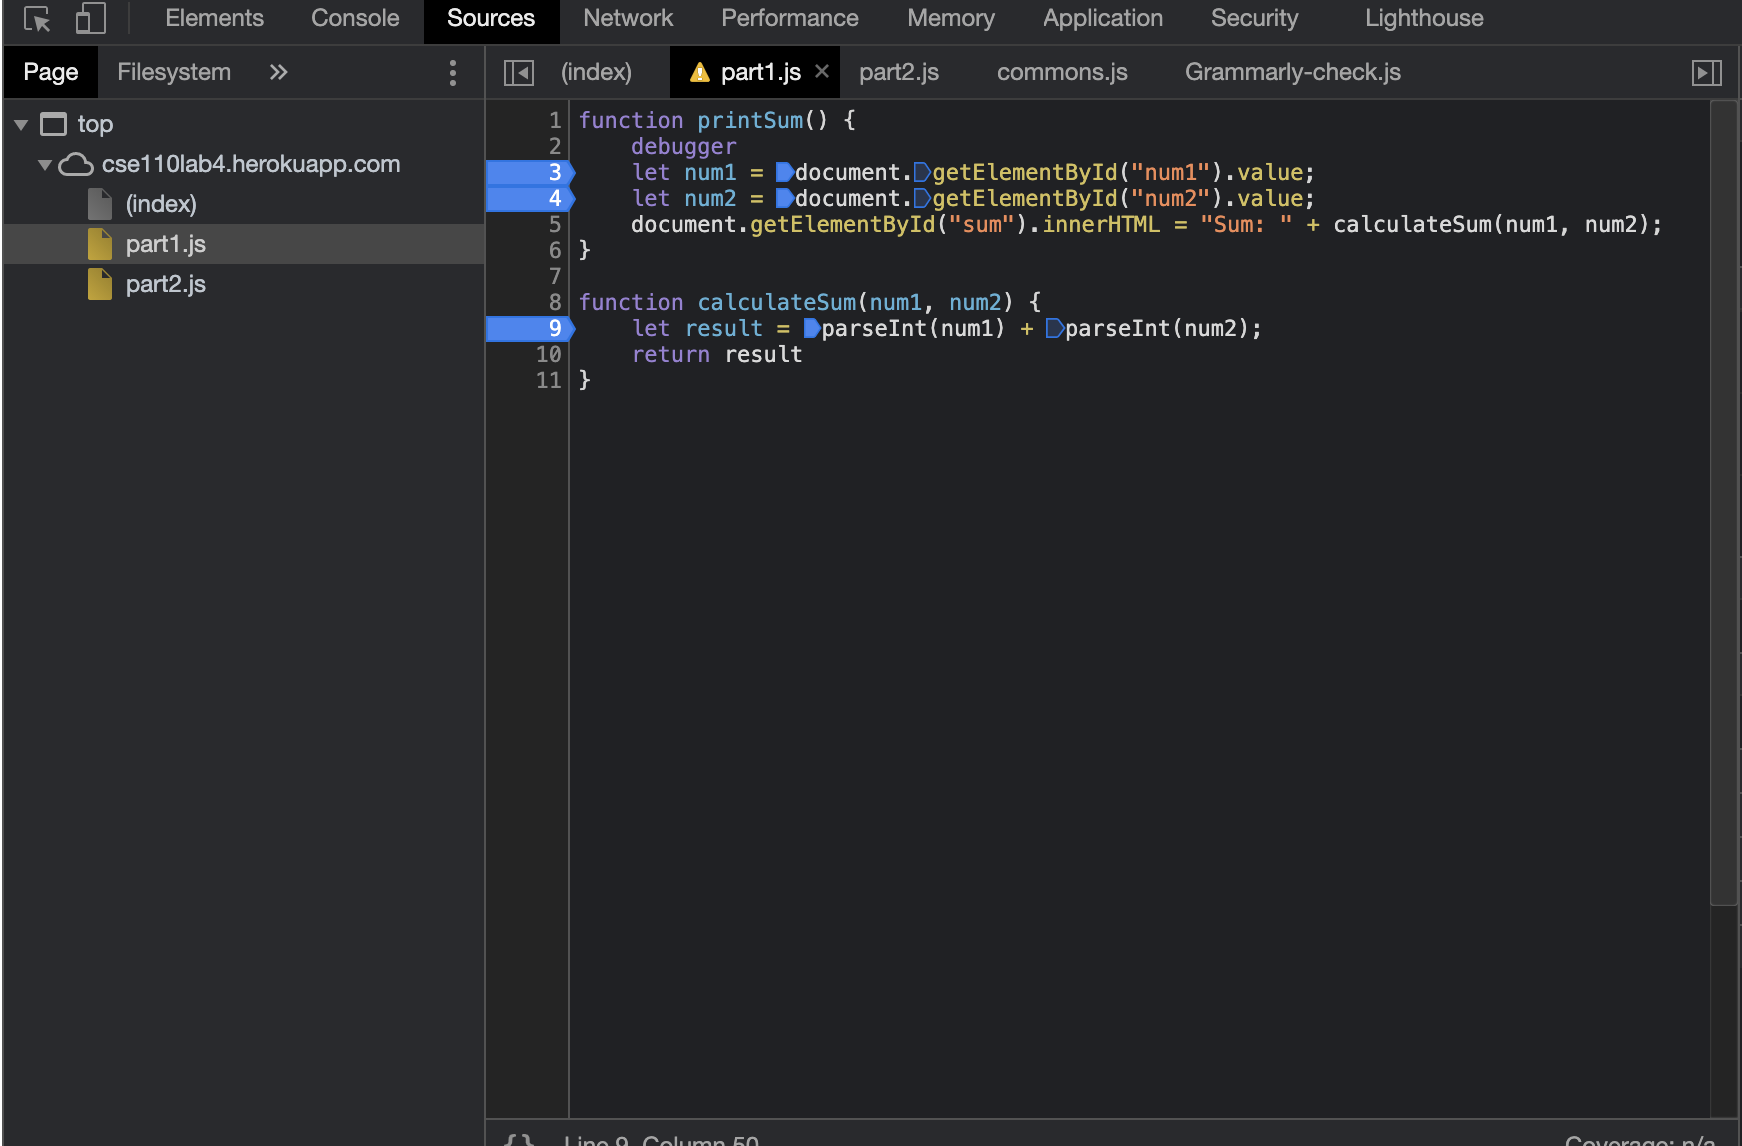 Elements Console Sources Network Performance Memory Application Security Lighthouse
Page Filesystem »
(index) part1.js × part2.js commons.js Grammarly-check.js
top
cse110lab4.herokuapp.com
(index)
part1.js
part2.js
1 function printSum() {
2     debugger
3     let num1 = document.getElementById("num1").value;
4     let num2 = document.getElementById("num2").value;
5     document.getElementById("sum").innerHTML = "Sum: " + calculateSum(num1, num2);
6 }
7
8 function calculateSum(num1, num2) {
9     let result = parseInt(num1) + parseInt(num2);
10     return result
11 }
{} Line 9, Column 50 Coverage: n/a